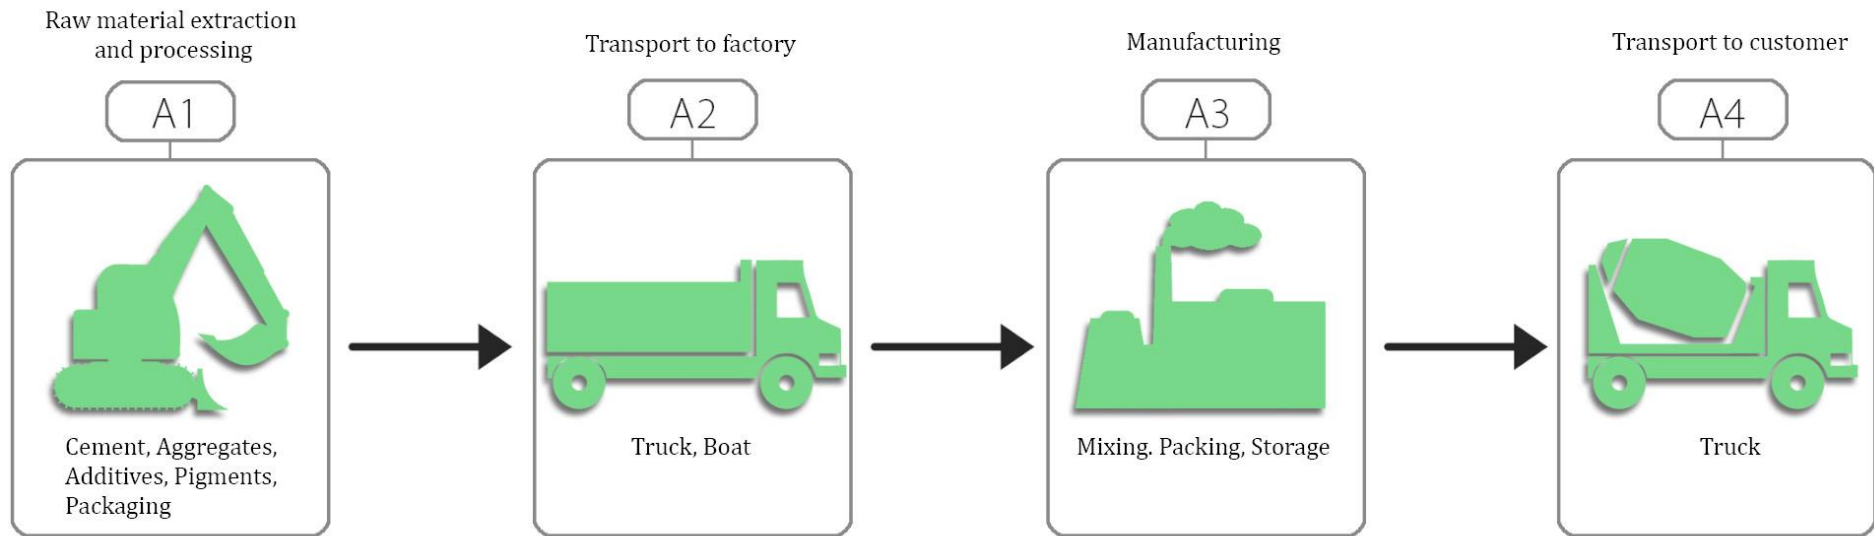 Raw material extraction
and processing
A1
Cement, Aggregates,
Additives, Pigments,
Packaging
Transport to factory
A2
Truck, Boat
Manufacturing
A3
Mixing. Packing, Storage
Transport to customer
A4
Truck